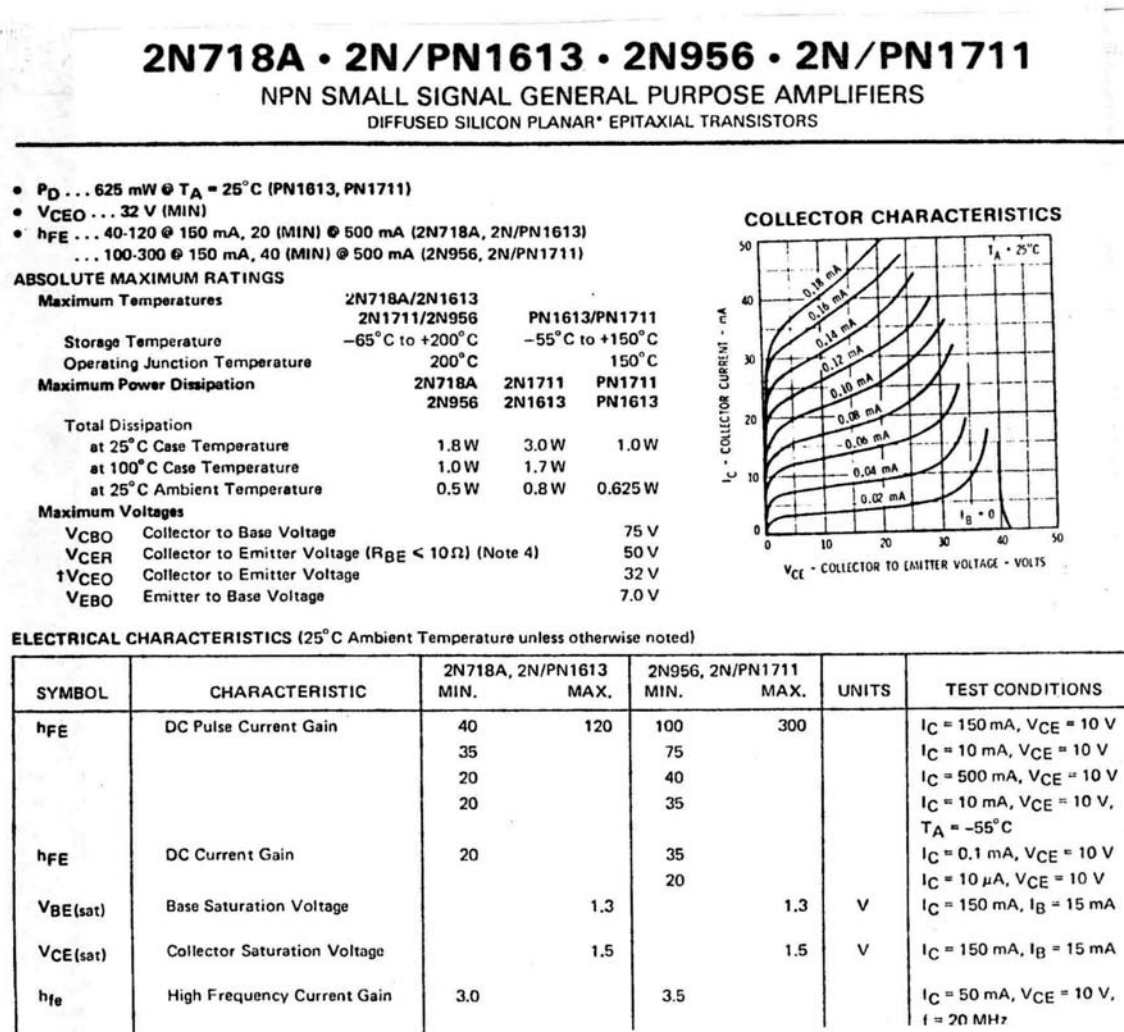 2N718A • 2N/PN1613 • 2N956 • 2N/PN1711
NPN SMALL SIGNAL GENERAL PURPOSE AMPLIFIERS
DIFFUSED SILICON PLANAR* EPITAXIAL TRANSISTORS
• PD ... 625 mW @ TA = 25°C (PN1613, PN1711)
• VCEO ... 32 V (MIN)
• hFE ... 40-120 @ 150 mA, 20 (MIN) @ 500 mA (2N718A, 2N/PN1613)
... 100-300 @ 150 mA, 40 (MIN) @ 500 mA (2N956, 2N/PN1711)
ABSOLUTE MAXIMUM RATINGS
Maximum Temperatures 2N718A/2N1613
2N1711/2N956 PN1613/PN1711
Storage Temperature −65°C to +200°C −55°C to +150°C
Operating Junction Temperature 200°C 150°C
Maximum Power Dissipation 2N718A 2N1711 PN1711
2N956 2N1613 PN1613
Total Dissipation
at 25°C Case Temperature 1.8 W 3.0 W 1.0 W
at 100°C Case Temperature 1.0 W 1.7 W
at 25°C Ambient Temperature 0.5 W 0.8 W 0.625 W
Maximum Voltages
VCBO Collector to Base Voltage 75 V
VCER Collector to Emitter Voltage (RBE < 10Ω) (Note 4) 50 V
†VCEO Collector to Emitter Voltage 32 V
VEBO Emitter to Base Voltage 7.0 V
COLLECTOR CHARACTERISTICS
TA = 25°C
IC - COLLECTOR CURRENT - mA
50
40
30
20
10
0
0.18 mA
0.16 mA
0.14 mA
0.12 mA
0.10 mA
0.08 mA
0.06 mA
0.04 mA
0.02 mA
IB = 0
0 10 20 30 40 50
VCE - COLLECTOR TO EMITTER VOLTAGE - VOLTS
ELECTRICAL CHARACTERISTICS (25°C Ambient Temperature unless otherwise noted)
2N718A, 2N/PN1613 2N956, 2N/PN1711
SYMBOL CHARACTERISTIC MIN. MAX. MIN. MAX. UNITS TEST CONDITIONS
hFE DC Pulse Current Gain 40 120 100 300 IC = 150 mA, VCE = 10 V
35 75 IC = 10 mA, VCE = 10 V
20 40 IC = 500 mA, VCE = 10 V
20 35 IC = 10 mA, VCE = 10 V,
TA = −55°C
hFE DC Current Gain 20 35 IC = 0.1 mA, VCE = 10 V
20 IC = 10 μA, VCE = 10 V
VBE(sat) Base Saturation Voltage 1.3 1.3 V IC = 150 mA, IB = 15 mA
VCE(sat) Collector Saturation Voltage 1.5 1.5 V IC = 150 mA, IB = 15 mA
hfe High Frequency Current Gain 3.0 3.5 IC = 50 mA, VCE = 10 V,
f = 20 MHz